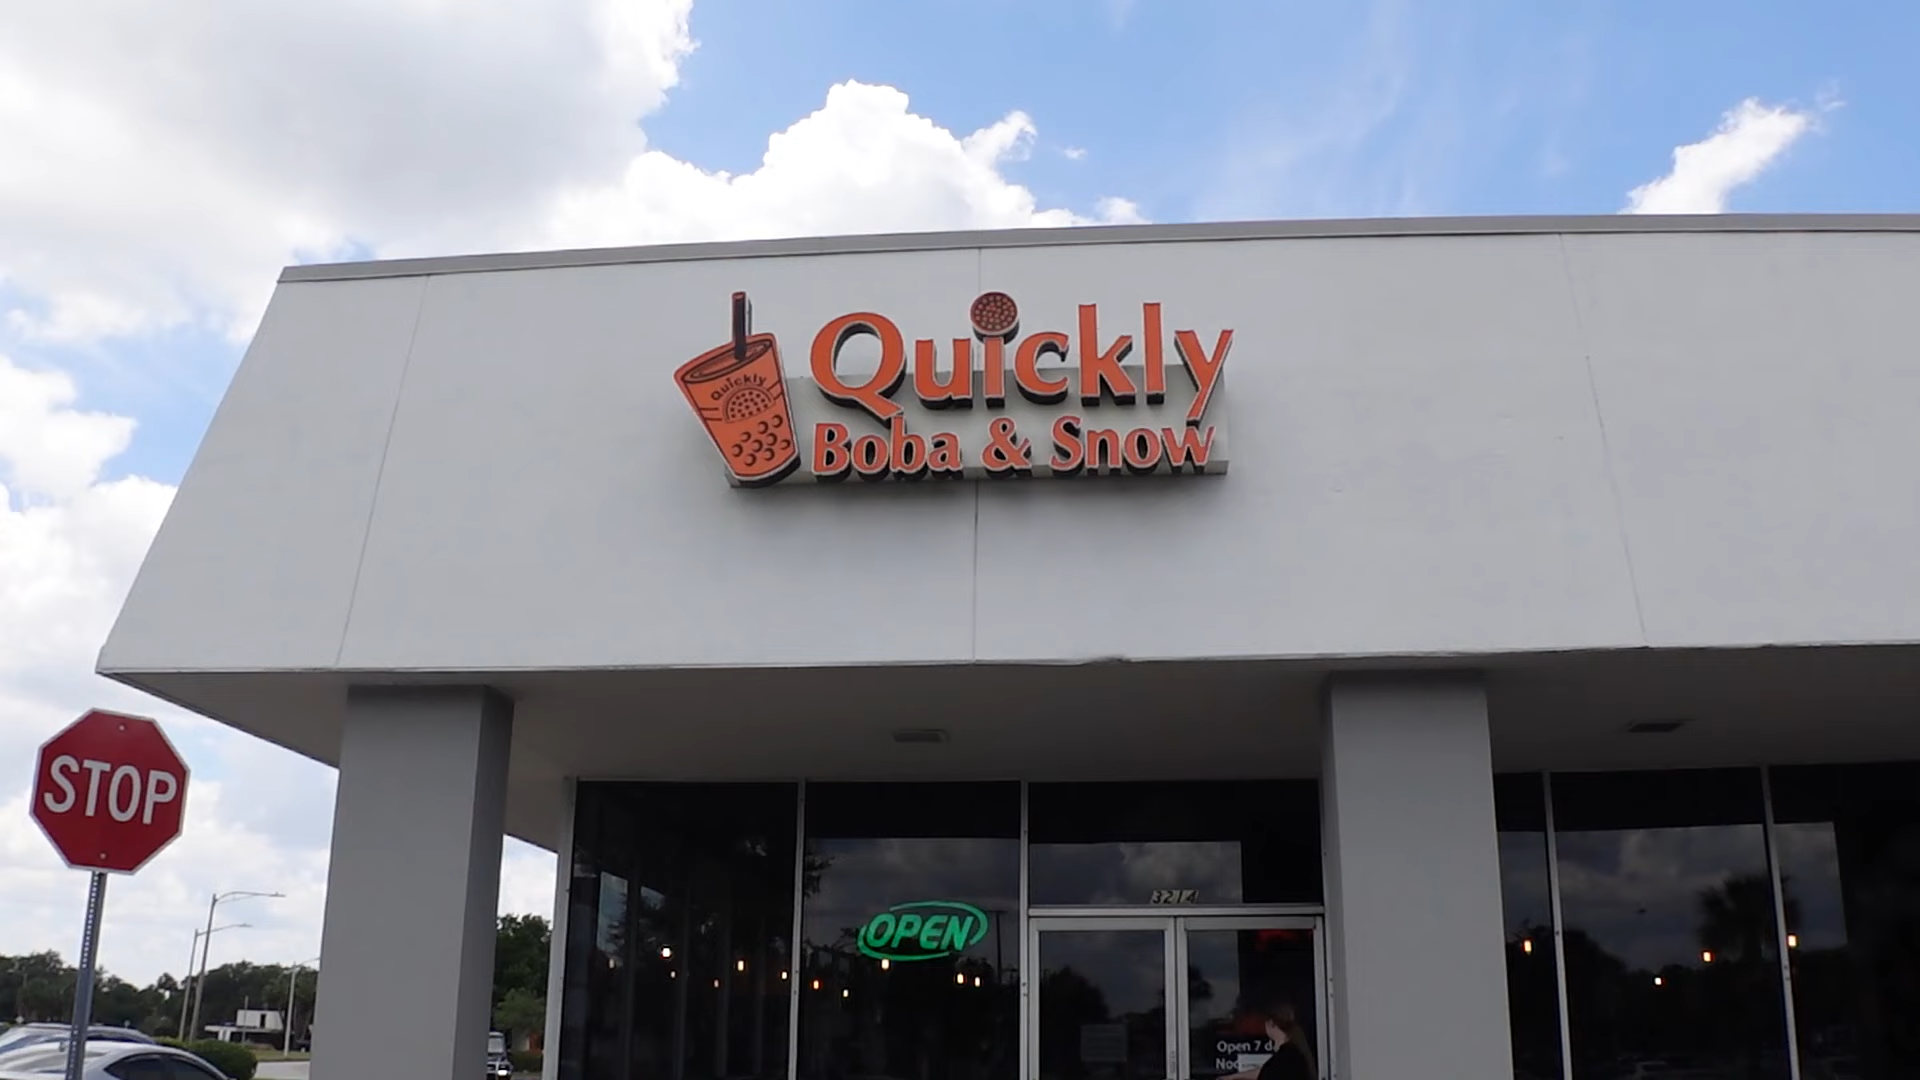 Quickly
Quickly
Boba & Snow
STOP
OPEN
3214
Open 7